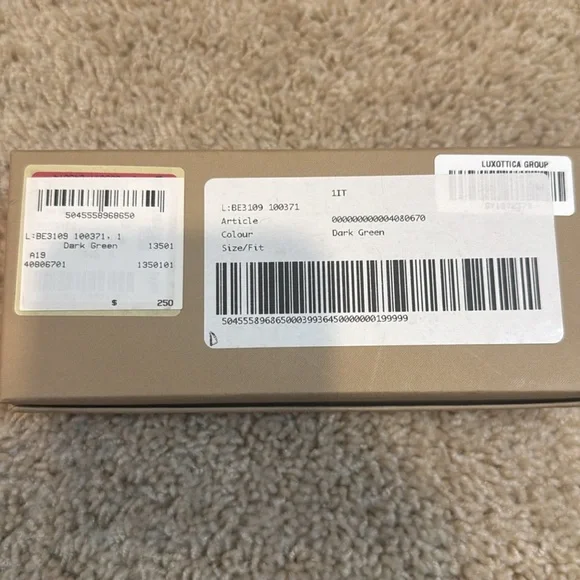 5045558968650
L:BE3109 100371, 1
Dark Green 13501
A19
40806701 1350101
$ 250
1IT
L:BE3109 100371
Article 000000000004080670
Colour Dark Green
Size/Fit
50455589686500039936450000000199999
D
LUXOTTICA GROUP